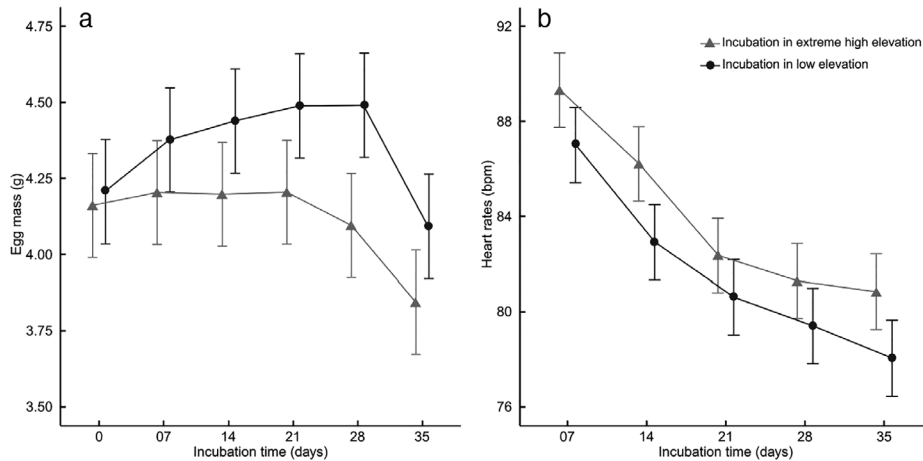 a
4.75
4.50
4.25
4.00
3.75
3.50
Egg mass (g)
0 07 14 21 28 35
Incubation time (days)
b
92
88
84
80
76
Heart rates (bpm)
Incubation in extreme high elevation
Incubation in low elevation
07 14 21 28 35
Incubation time (days)